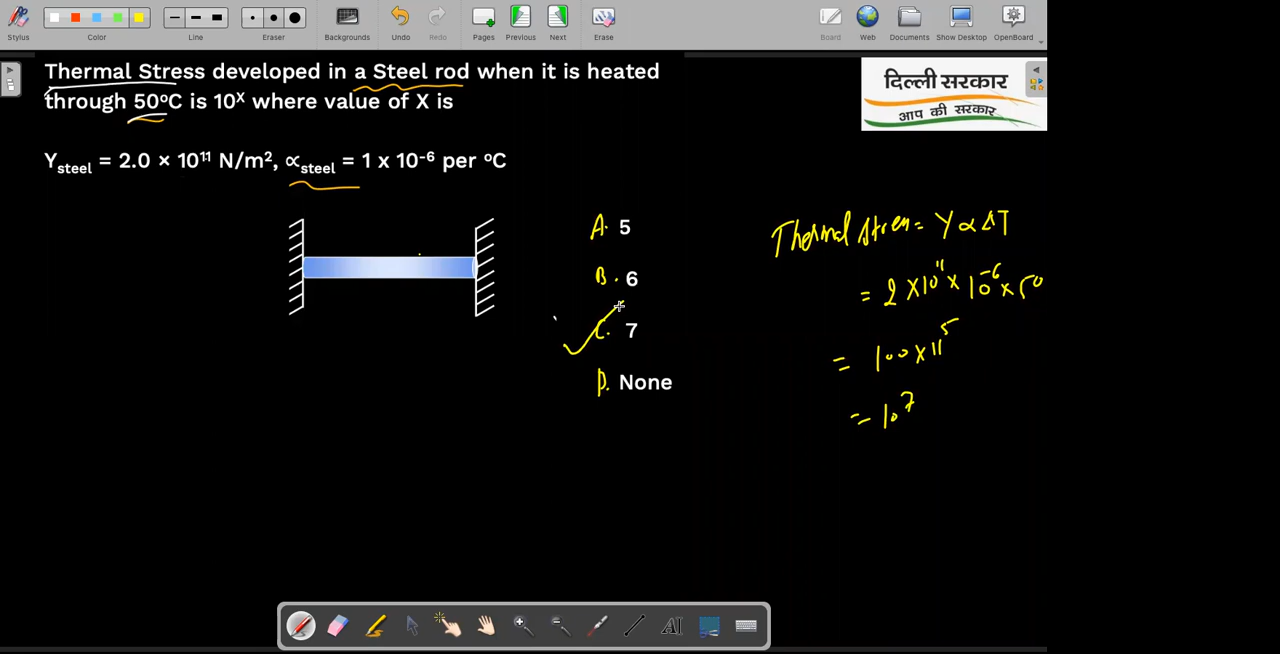 Stylus Color Line Eraser Backgrounds Undo Redo Pages Previous Next Erase Board Web Documents Show Desktop OpenBoard
Thermal Stress developed in a Steel rod when it is heated
through 50°C is 10ˣ where value of X is
दिल्ली सरकार
आप की सरकार
Ysteel = 2.0 × 10¹¹ N/m², ∝steel = 1 x 10⁻⁶ per °C
A. 5
B. 6
C. 7
D. None
Thermal stress = Y ∝ ΔT
= 2 × 10¹¹ × 10⁻⁶ × 50
= 100 × 10⁵
= 10⁷
AI